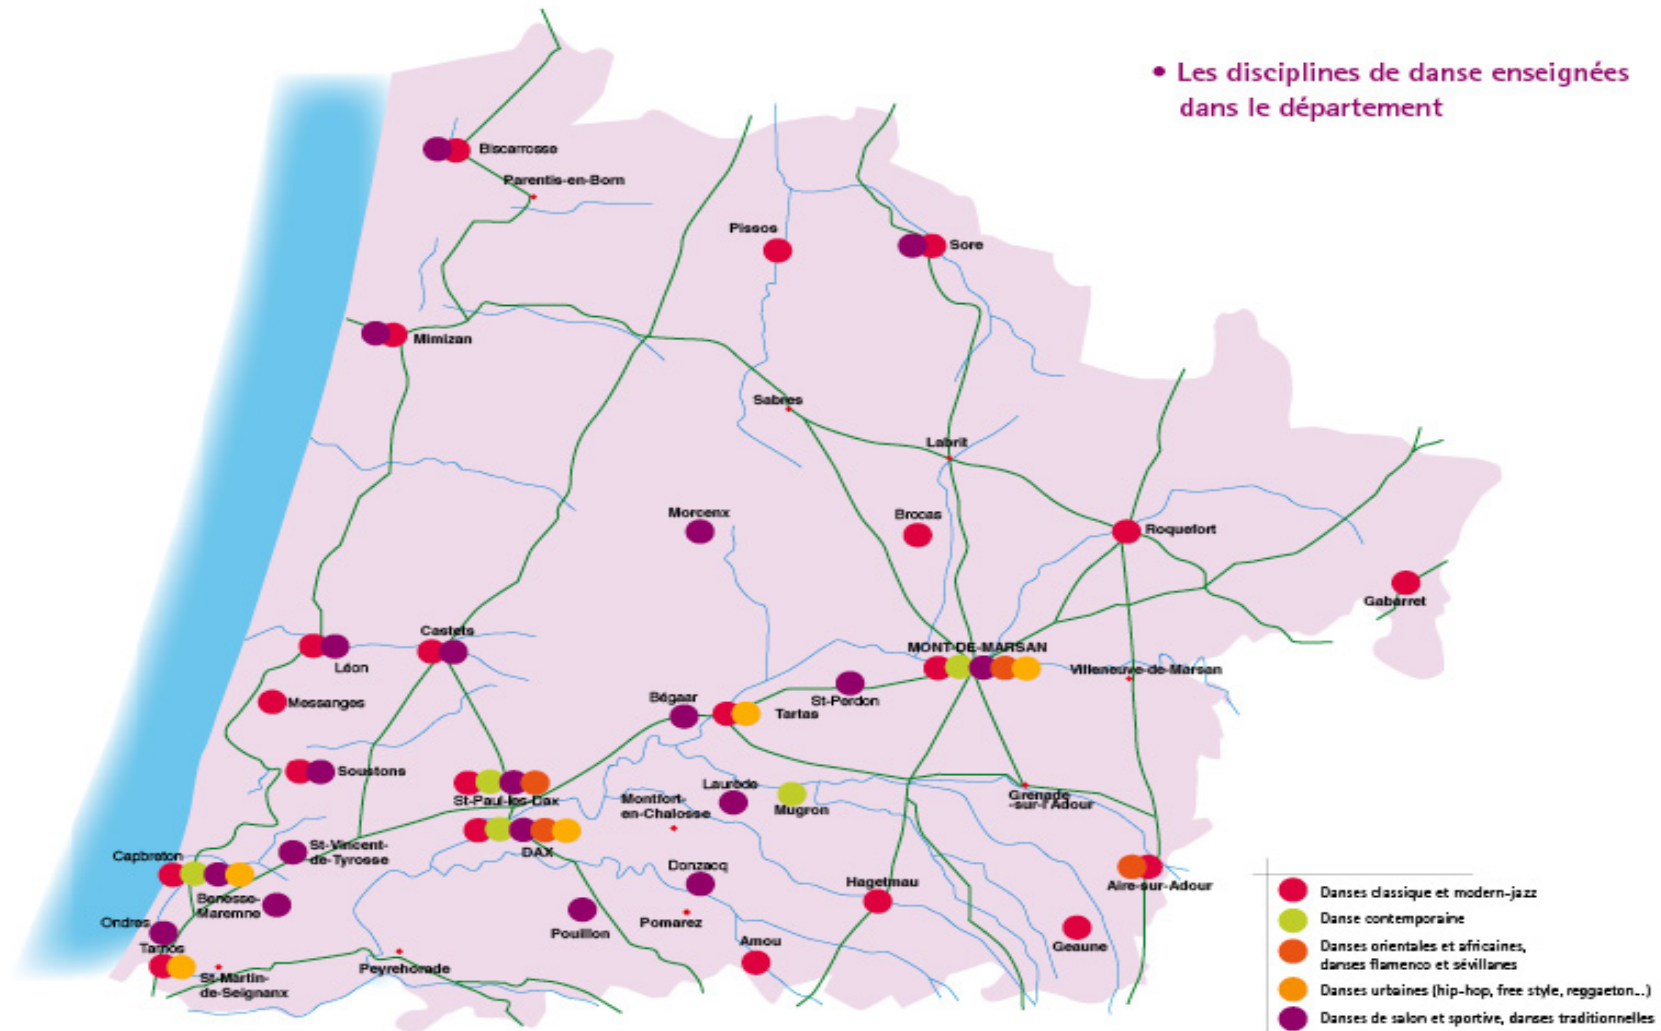 • Les disciplines de danse enseignées
dans le département
Biscarrosse
Parentis-en-Born
Pissos
Sore
Mimizan
Sabres
Labrit
Morcenx
Brocas
Roquefort
Gabarret
Castets
Léon
MONT-DE-MARSAN
Villeneuve-de-Marsan
Messanges
Bégaar
St-Perdon
Tartas
Soustons
St-Paul-les-Dax
Laurède
Montfort-
en-Chalosse
Mugron
Grenade
-sur-l'Adour
St-Vincent-
de-Tyrosse
DAX
Capbreton
Donzacq
Hagetmau
Aire-sur-Adour
Benesse-
Maremne
Ondres
Pouillon
Pomarez
Geaune
Tarnos
Amou
St-Martin-
de-Seignanx
Peyrehorade
Danses classique et modern-jazz
Danse contemporaine
Danses orientales et africaines,
danses flamenco et sévillanes
Danses urbaines (hip-hop, free style, reggaeton...)
Danses de salon et sportive, danses traditionnelles